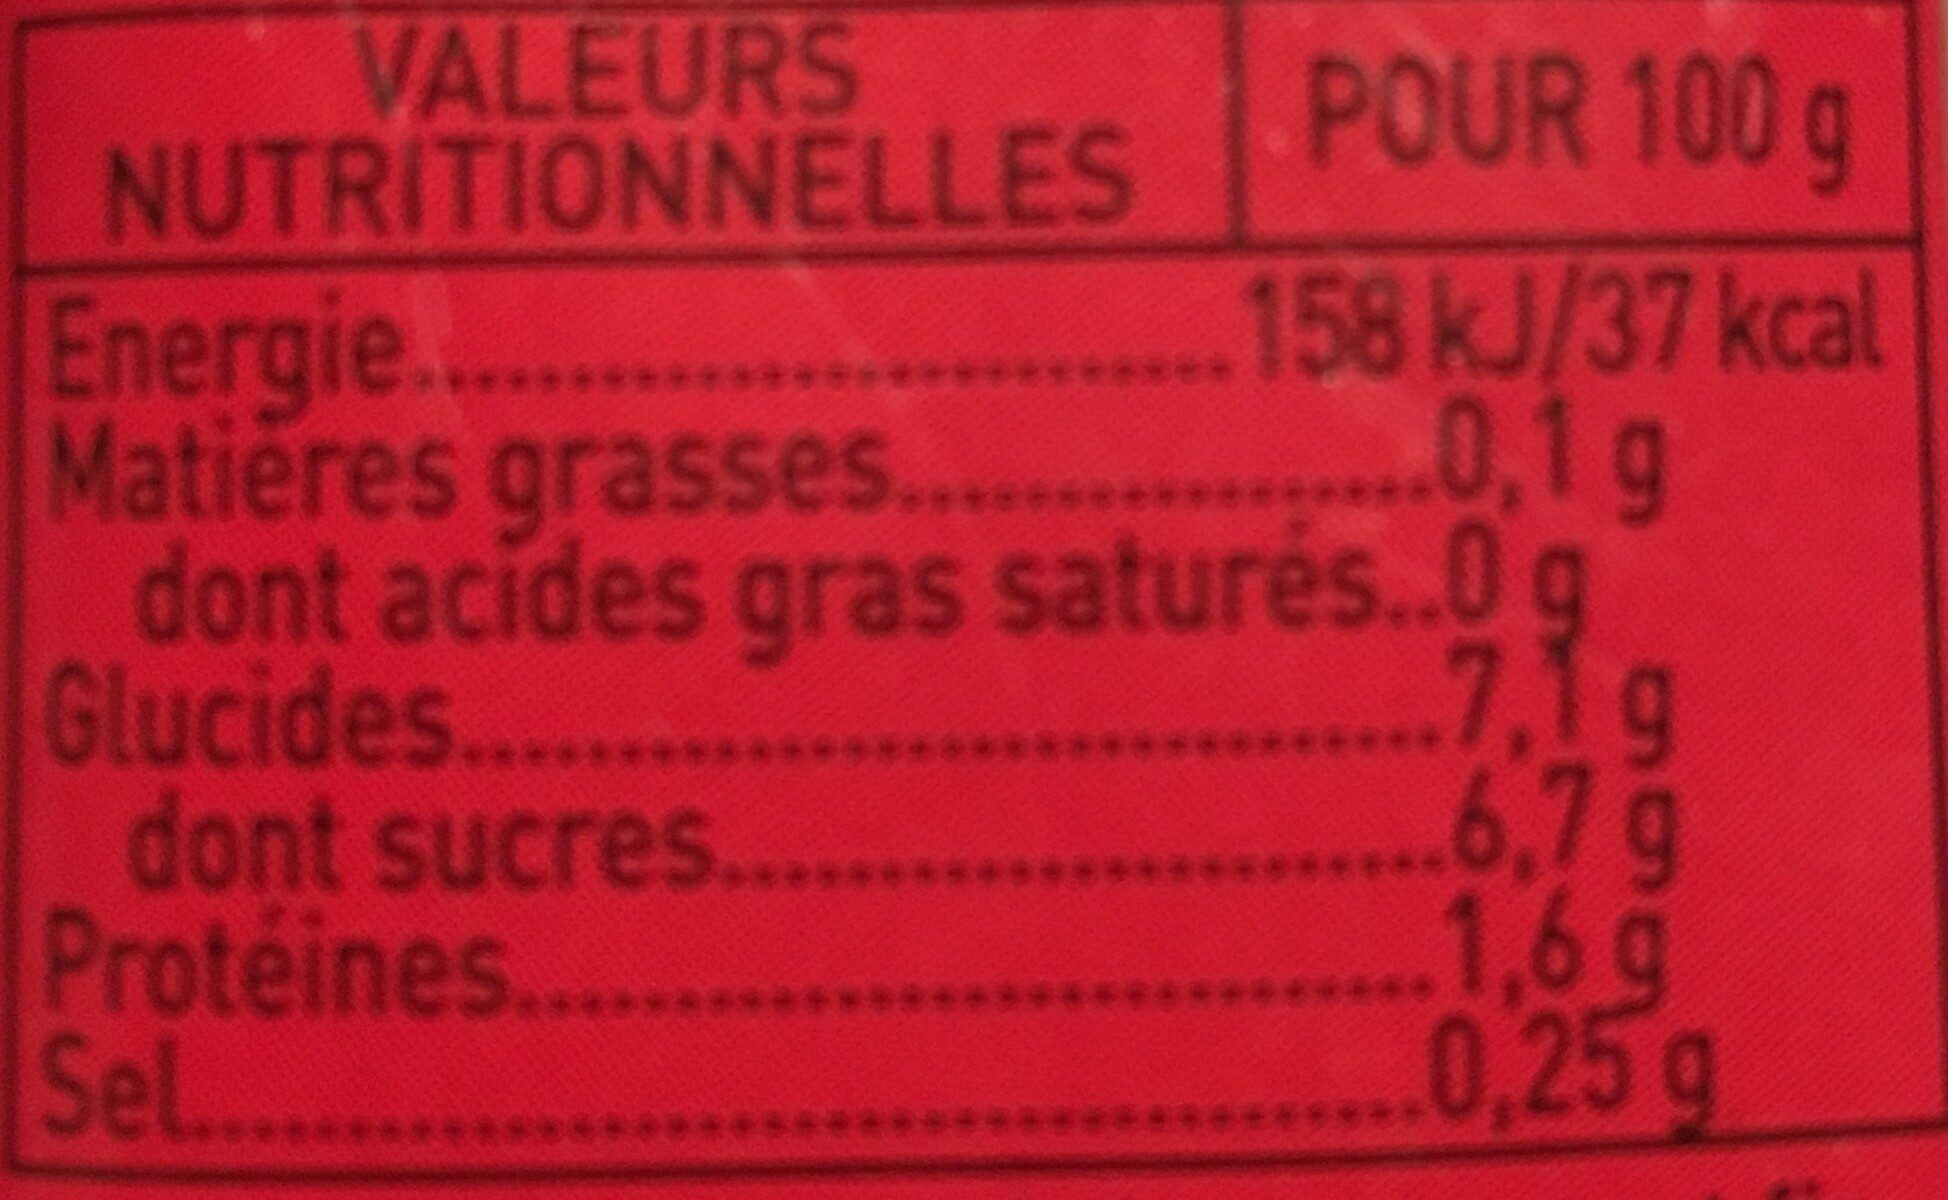 VALEURS
NUTRITIONNELLES
POUR 100 g
Energie..............................158 kJ/37 kcal
Matières grasses....................0,1 g
dont acides gras saturés..0 g
Glucides....................................7,1 g
dont sucres...........................6,7 g
Protéines..................................1,6 g
Sel.............................................0,25 g